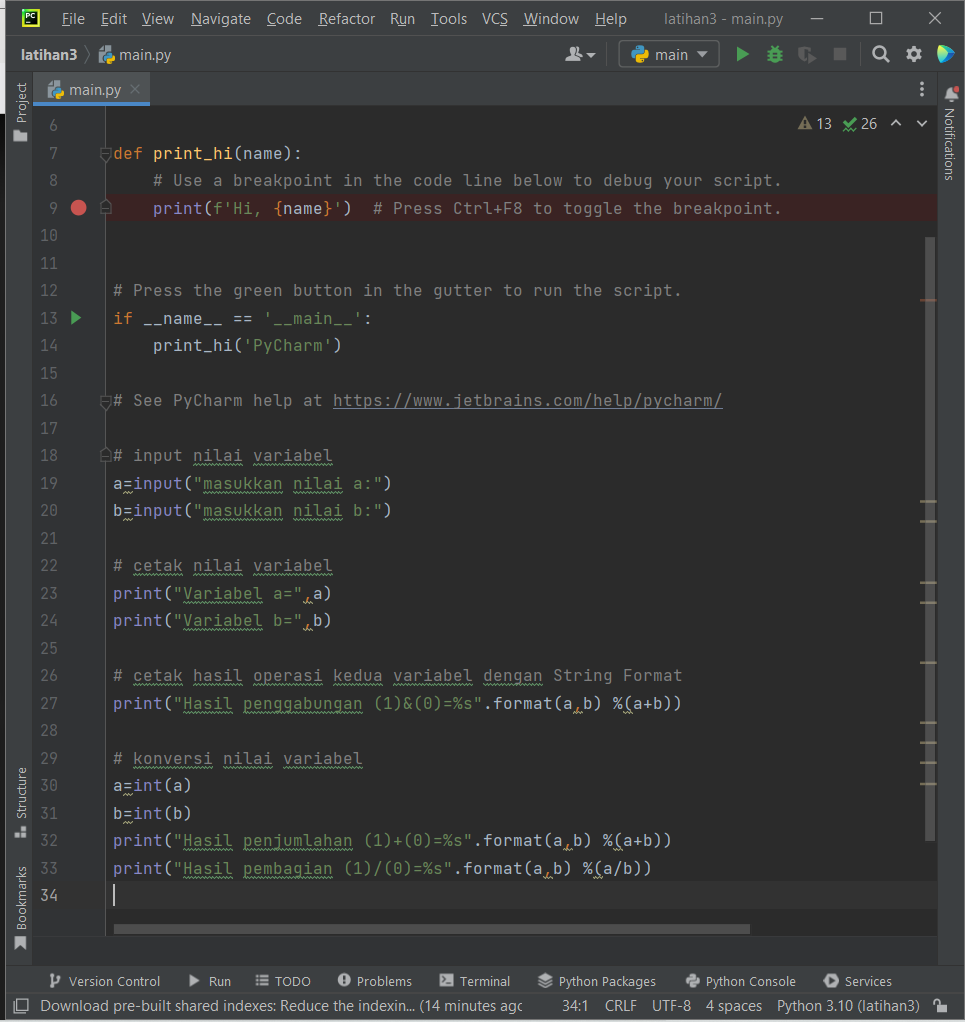 PC File Edit View Navigate Code Refactor Run Tools VCS Window Help latihan3 - main.py
latihan3 main.py main
Project main.py
Notifications
13 26
6
7 def print_hi(name):
8     # Use a breakpoint in the code line below to debug your script.
9     print(f'Hi, {name}')  # Press Ctrl+F8 to toggle the breakpoint.
10
11
12 # Press the green button in the gutter to run the script.
13 if __name__ == '__main__':
14     print_hi('PyCharm')
15
16 # See PyCharm help at https://www.jetbrains.com/help/pycharm/
17
18 # input nilai variabel
19 a=input("masukkan nilai a:")
20 b=input("masukkan nilai b:")
21
22 # cetak nilai variabel
23 print("Variabel a=",a)
24 print("Variabel b=",b)
25
26 # cetak hasil operasi kedua variabel dengan String Format
27 print("Hasil penggabungan (1)&(0)=%s".format(a,b) %(a+b))
28
29 # konversi nilai variabel
30 a=int(a)
31 b=int(b)
32 print("Hasil penjumlahan (1)+(0)=%s".format(a,b) %(a+b))
33 print("Hasil pembagian (1)/(0)=%s".format(a,b) %(a/b))
34
Structure
Bookmarks
Version Control Run TODO Problems Terminal Python Packages Python Console Services
Download pre-built shared indexes: Reduce the indexin... (14 minutes agc 34:1 CRLF UTF-8 4 spaces Python 3.10 (latihan3)